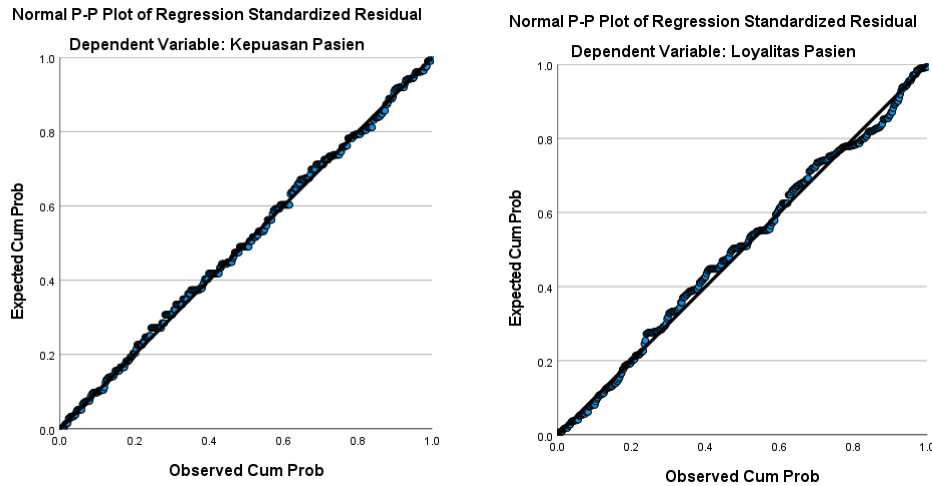 Normal P-P Plot of Regression Standardized Residual
Dependent Variable: Kepuasan Pasien
1.0
0.8
0.6
0.4
0.2
0.0
0.0 0.2 0.4 0.6 0.8 1.0
Expected Cum Prob
Observed Cum Prob
Normal P-P Plot of Regression Standardized Residual
Dependent Variable: Loyalitas Pasien
1.0
0.8
0.6
0.4
0.2
0.0
0.0 0.2 0.4 0.6 0.8 1.0
Expected Cum Prob
Observed Cum Prob